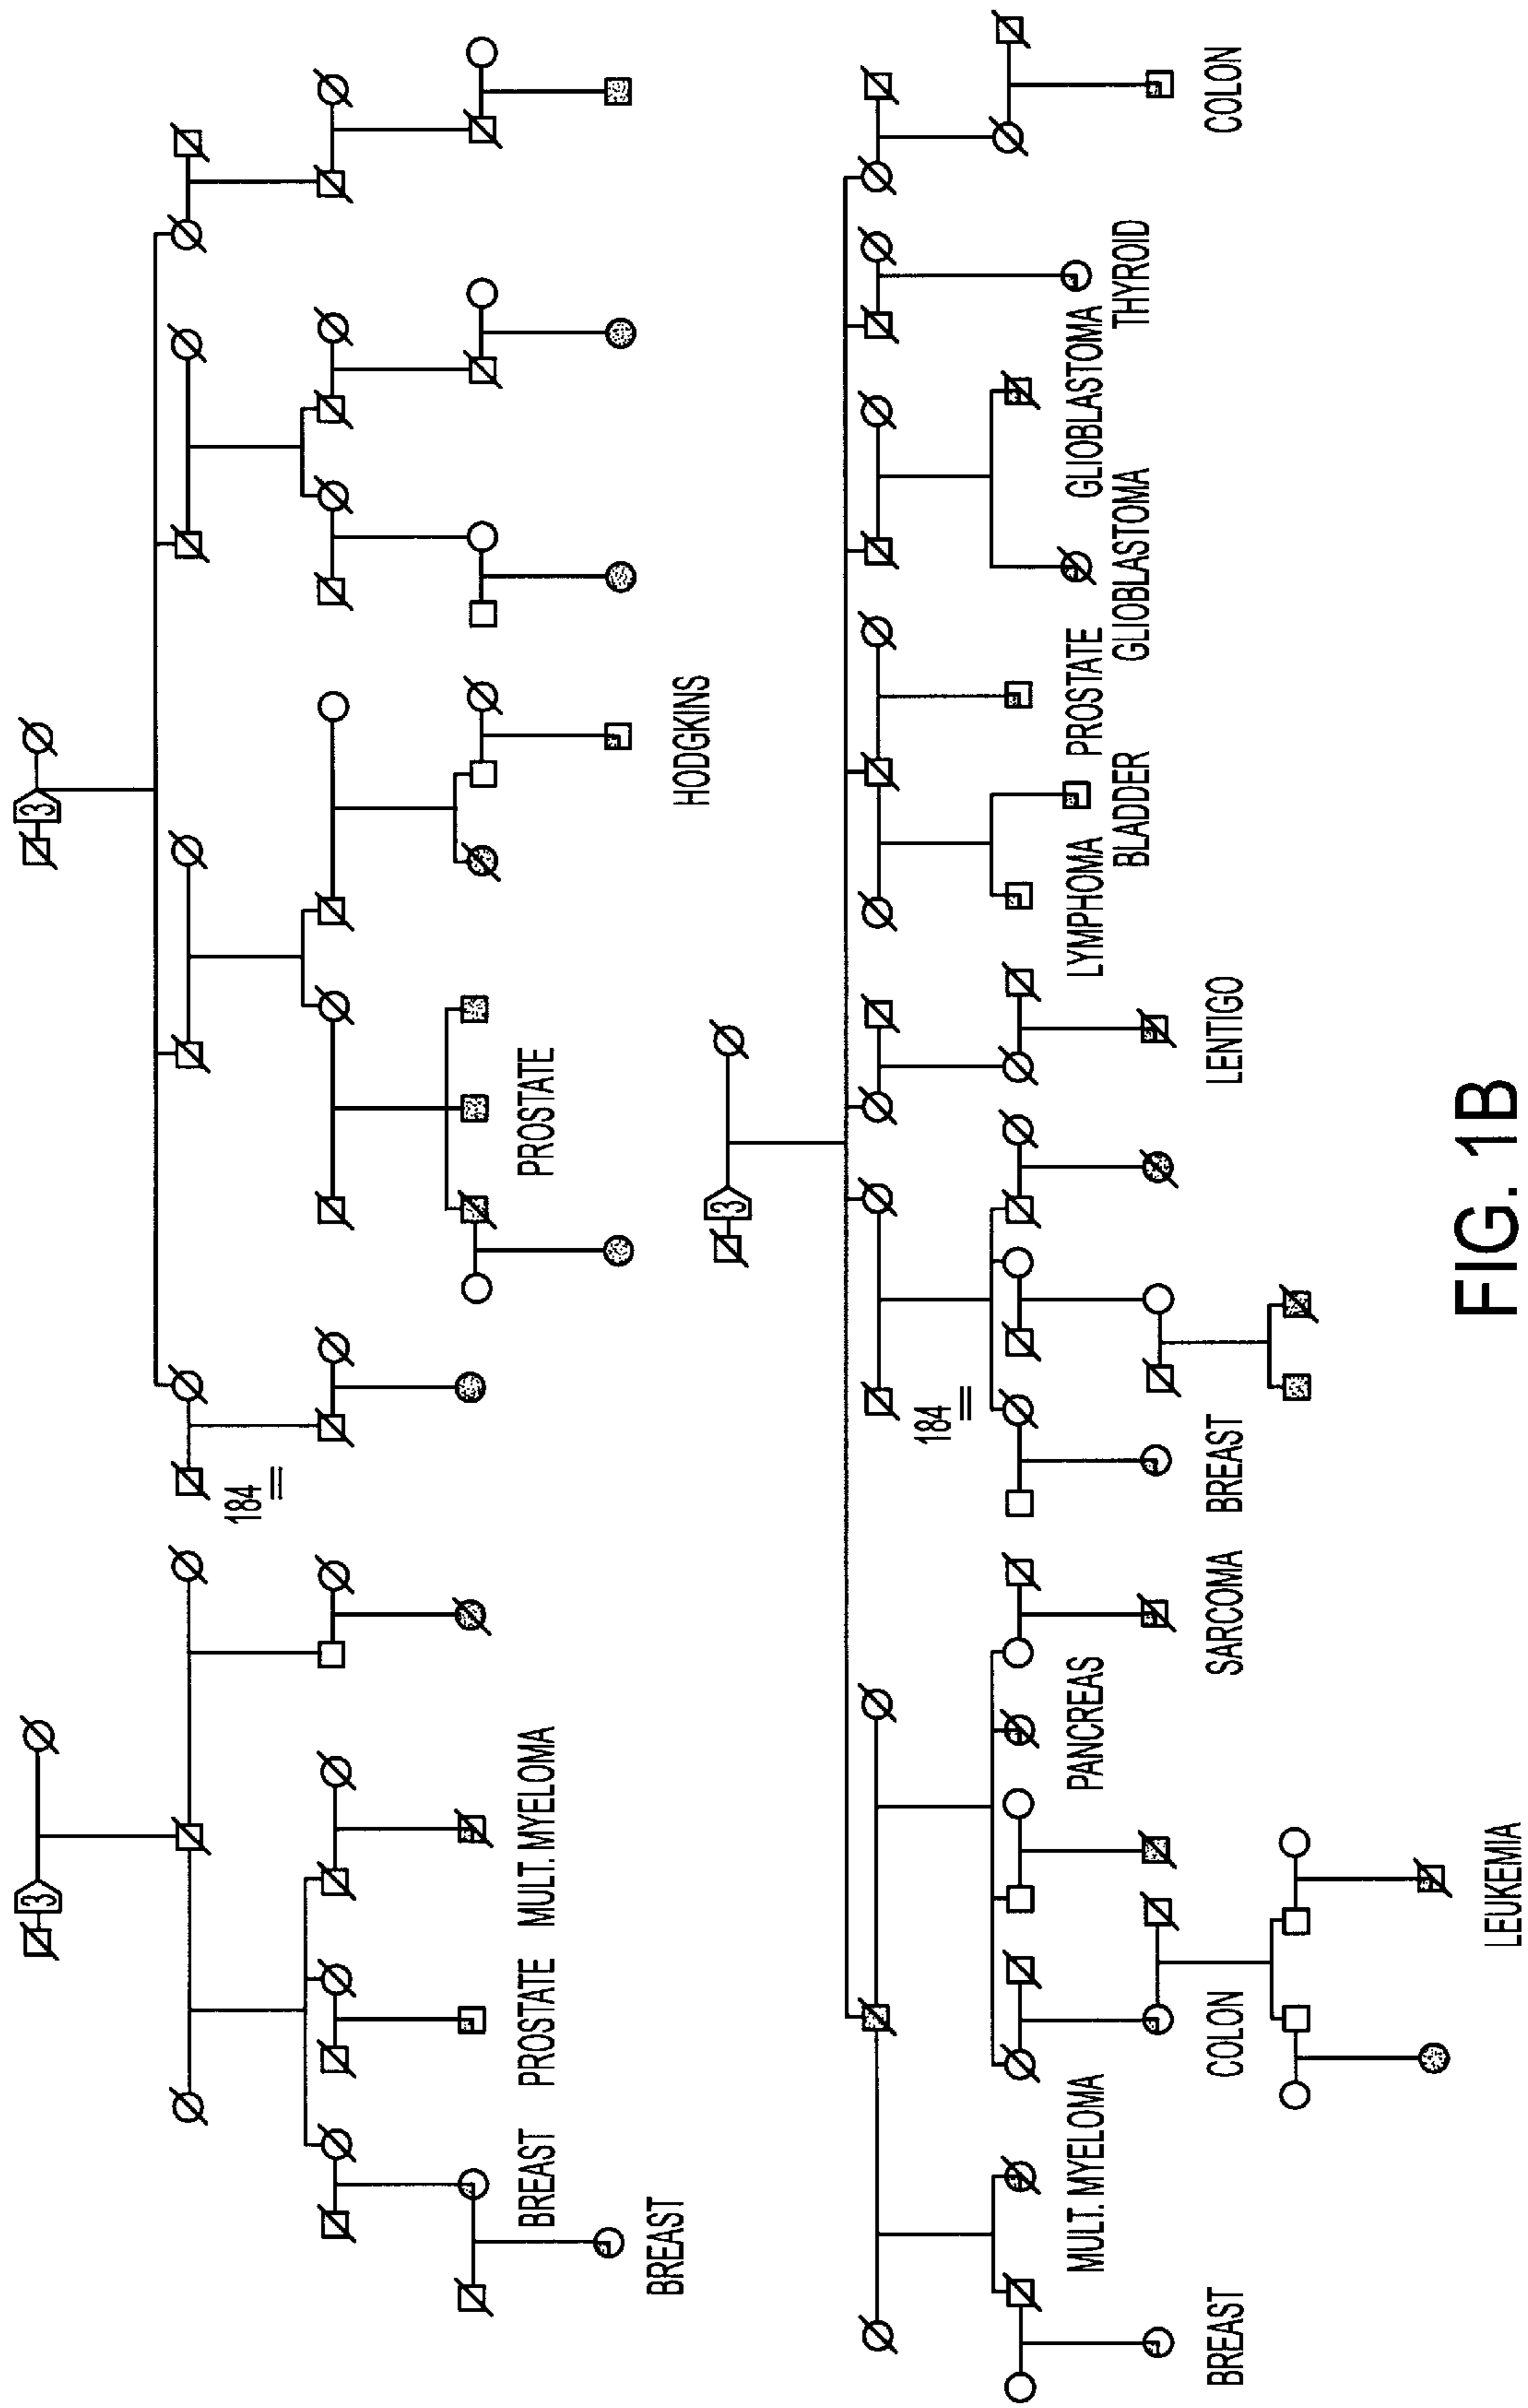 3
3
184
BREAST
PROSTATE
MULT. MYELOMA
PROSTATE
BREAST
HODGKINS
3
184
MULT. MYELOMA
PANCREAS
LYMPHOMA
PROSTATE
GLIOBLASTOMA
BLADDER
GLIOBLASTOMA
THYROID
BREAST
COLON
SARCOMA
BREAST
LENTIGO
COLON
LEUKEMIA
FIG. 1B